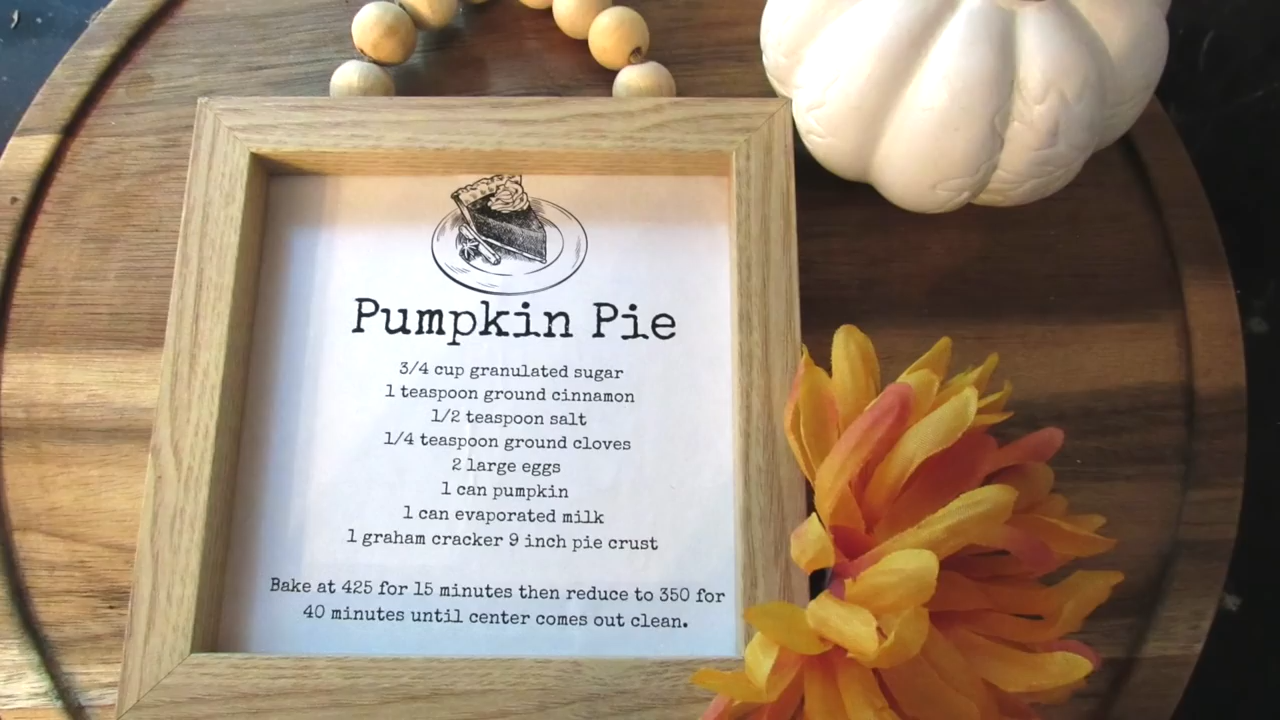 Pumpkin Pie
3/4 cup granulated sugar
1 teaspoon ground cinnamon
1/2 teaspoon salt
1/4 teaspoon ground cloves
2 large eggs
1 can pumpkin
1 can evaporated milk
1 graham cracker 9 inch pie crust
Bake at 425 for 15 minutes then reduce to 350 for
40 minutes until center comes out clean.